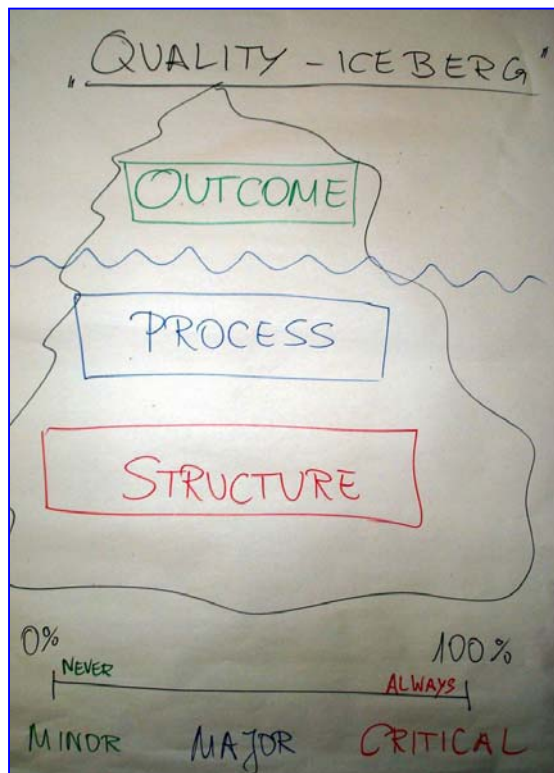 "QUALITY - ICEBERG"
OUTCOME
PROCESS
STRUCTURE
0% 100%
NEVER ALWAYS
MINOR MAJOR CRITICAL